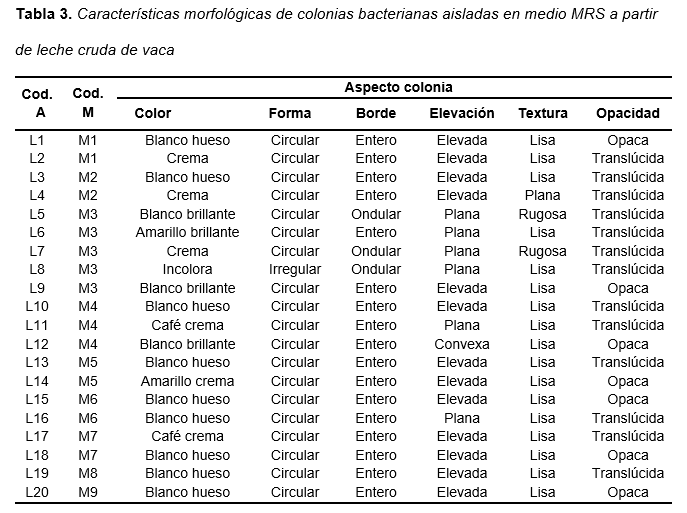 Tabla 3. Características morfológicas de colonias bacterianas aisladas en medio MRS a partir
de leche cruda de vaca
Cod. A Cod. M Aspecto colonia
Color Forma Borde Elevación Textura Opacidad
L1 M1 Blanco hueso Circular Entero Elevada Lisa Opaca
L2 M1 Crema Circular Entero Elevada Lisa Translúcida
L3 M2 Blanco hueso Circular Entero Elevada Lisa Translúcida
L4 M2 Crema Circular Entero Elevada Plana Translúcida
L5 M3 Blanco brillante Circular Ondular Plana Rugosa Translúcida
L6 M3 Amarillo brillante Circular Entero Plana Lisa Translúcida
L7 M3 Crema Circular Ondular Plana Rugosa Translúcida
L8 M3 Incolora Irregular Ondular Plana Lisa Translúcida
L9 M3 Blanco brillante Circular Entero Elevada Lisa Opaca
L10 M4 Blanco hueso Circular Entero Elevada Lisa Translúcida
L11 M4 Café crema Circular Entero Plana Lisa Translúcida
L12 M4 Blanco brillante Circular Entero Convexa Lisa Opaca
L13 M5 Blanco hueso Circular Entero Elevada Lisa Translúcida
L14 M5 Amarillo crema Circular Entero Elevada Lisa Opaca
L15 M6 Blanco hueso Circular Entero Elevada Lisa Opaca
L16 M6 Blanco hueso Circular Entero Plana Lisa Translúcida
L17 M7 Café crema Circular Entero Elevada Lisa Translúcida
L18 M7 Blanco hueso Circular Entero Elevada Lisa Opaca
L19 M8 Blanco hueso Circular Entero Elevada Lisa Translúcida
L20 M9 Blanco hueso Circular Entero Elevada Lisa Opaca